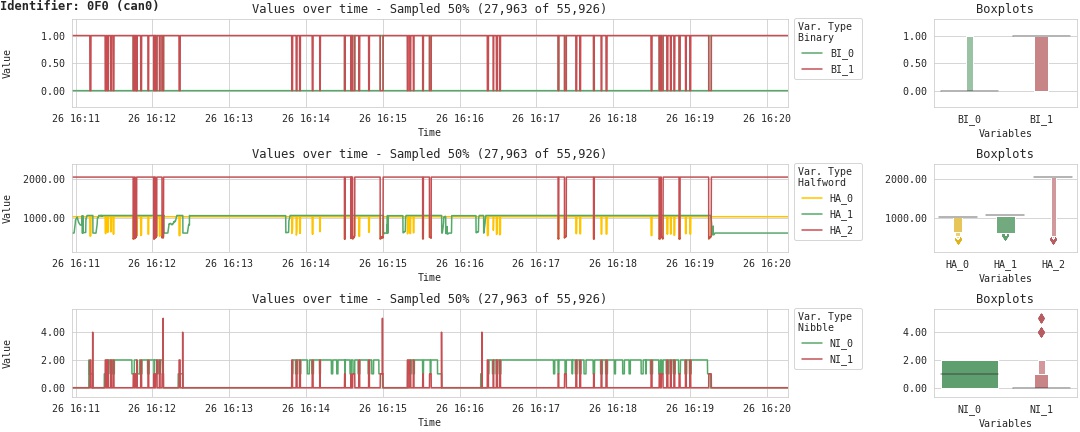 Identifier: 0F0 (can0)
Values over time - Sampled 50% (27,963 of 55,926)
Boxplots
Value
1.00
0.50
0.00
26 16:11 26 16:12 26 16:13 26 16:14 26 16:15 26 16:16 26 16:17 26 16:18 26 16:19 26 16:20
Time
Var. Type
Binary
BI_0
BI_1
1.00
0.50
0.00
BI_0 BI_1
Variables
Values over time - Sampled 50% (27,963 of 55,926)
Boxplots
Value
2000.00
1000.00
26 16:11 26 16:12 26 16:13 26 16:14 26 16:15 26 16:16 26 16:17 26 16:18 26 16:19 26 16:20
Time
Var. Type
Halfword
HA_0
HA_1
HA_2
2000.00
1000.00
HA_0 HA_1 HA_2
Variables
Values over time - Sampled 50% (27,963 of 55,926)
Boxplots
Value
4.00
2.00
0.00
26 16:11 26 16:12 26 16:13 26 16:14 26 16:15 26 16:16 26 16:17 26 16:18 26 16:19 26 16:20
Time
Var. Type
Nibble
NI_0
NI_1
4.00
2.00
0.00
NI_0 NI_1
Variables